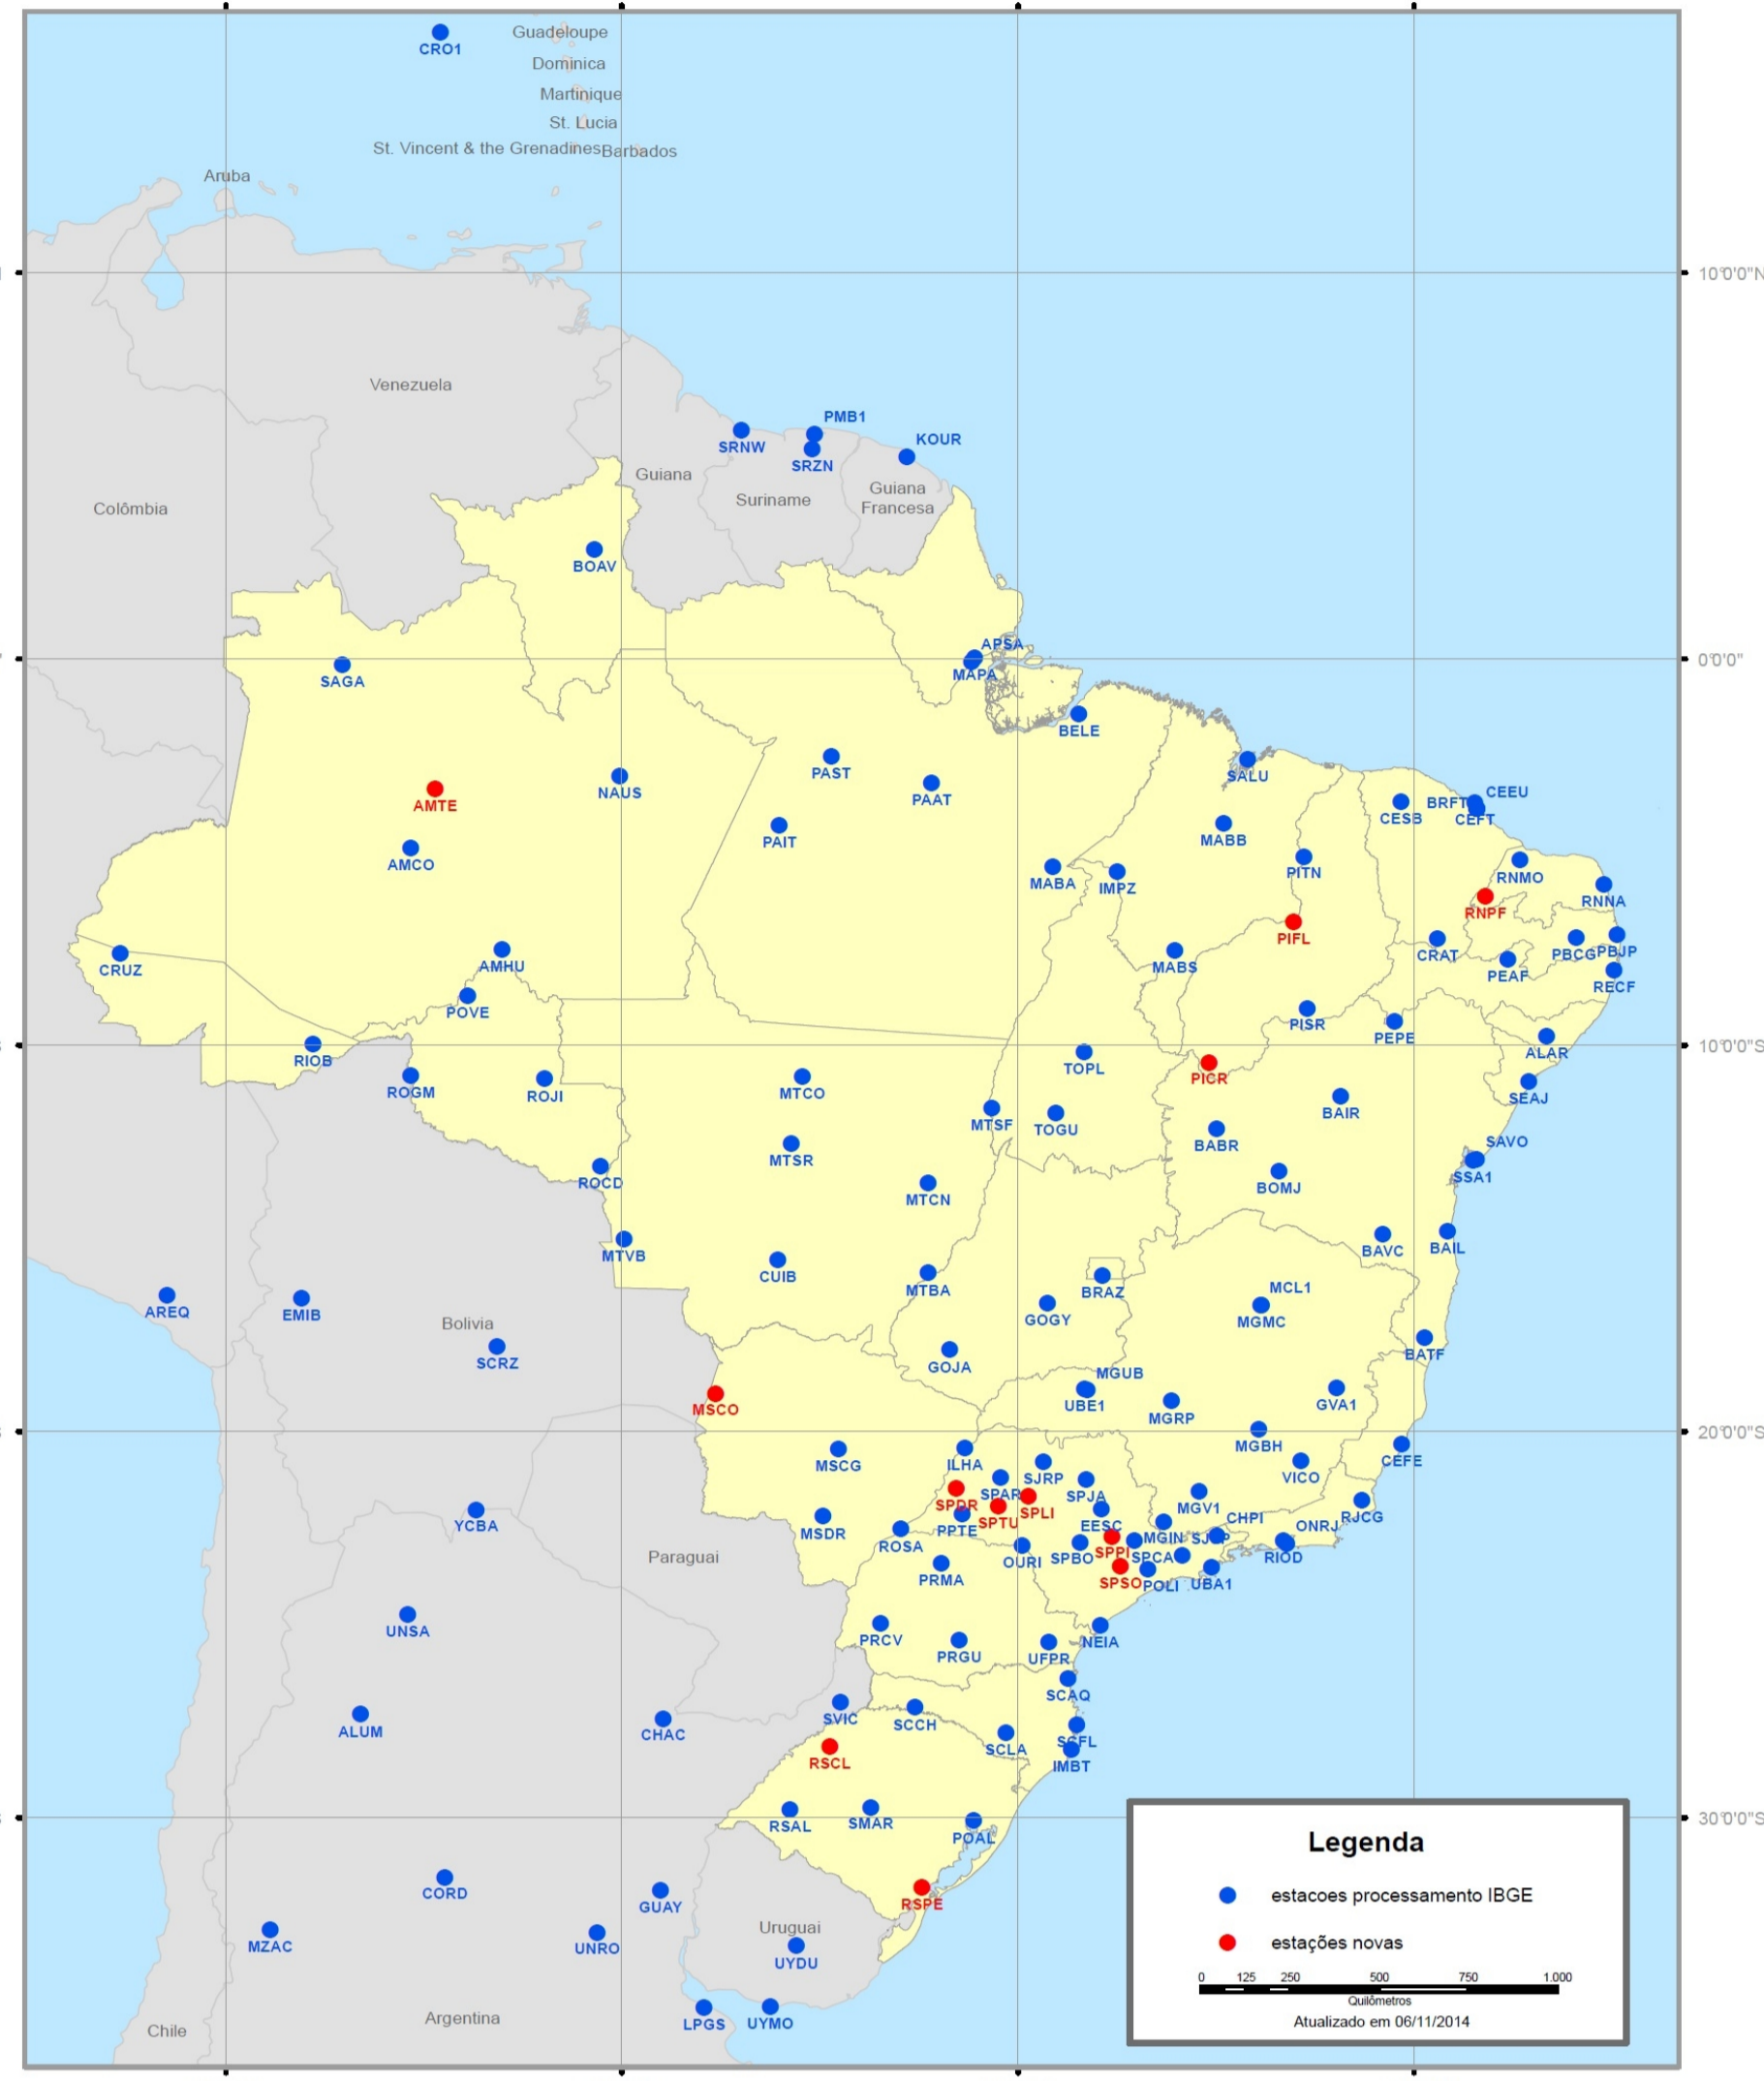 CRO1
Guadeloupe
Dominica
Martinique
St. Lucia
St. Vincent & the Grenadines
Barbados
Aruba
10°0'0"N
Venezuela
PMB1
SRNW
KOUR
SRZN
Guiana
Suriname
Guiana
Francesa
Colômbia
BOAV
APSA
0°0'0"
MAPA
SAGA
BELE
PAST
SALU
NAUS
PAAT
AMTE
CEEU
BRFT
CESB
CEFT
PAIT
MABB
AMCO
PITN
MABA
IMPZ
RNMO
RNNA
RNPF
PIFL
CRUZ
AMHU
MABS
CRAT
PBCG
PBJP
PEAF
RECF
POVE
PISR
PEPE
10°0'0"S
RIOB
TOPL
ALAR
PICR
ROGM
ROJI
MTCO
SEAJ
BAIR
MTSF
TOGU
BABR
SAVO
MTSR
SSA1
ROCD
BOMJ
MTCN
MTVB
BAVC
BAIL
CUIB
MTBA
BRAZ
MCL1
AREQ
EMIB
GOGY
MGMC
Bolivia
SCRZ
GOJA
BATF
MGUB
MSCO
UBE1
MGRP
GVA1
20°0'0"S
MGBH
CEFE
MSCG
ILHA
SJRP
VICO
SPAR
SPJA
SPDR
SPLI
MGV1
RJCG
SPTU
YCBA
MSDR
PPTE
EESC
CHPI
ONRJ
ROSA
MGIN
OURI
SPBO
SPPI
SPCA
RIOD
Paraguai
PRMA
SPSO
POLI
UBA1
UNSA
PRCV
PRGU
UFPR
NEIA
SCAQ
SVIC
SCCH
ALUM
CHAC
SCLA
SCFL
RSCL
IMBT
30°0'0"S
RSAL
SMAR
POAL
Legenda
CORD
GUAY
RSPE
estacoes processamento IBGE
Uruguai
MZAC
UNRO
UYDU
estações novas
0 125 250 500 750 1.000
Quilômetros
LPGS
UYMO
Argentina
Atualizado em 06/11/2014
Chile